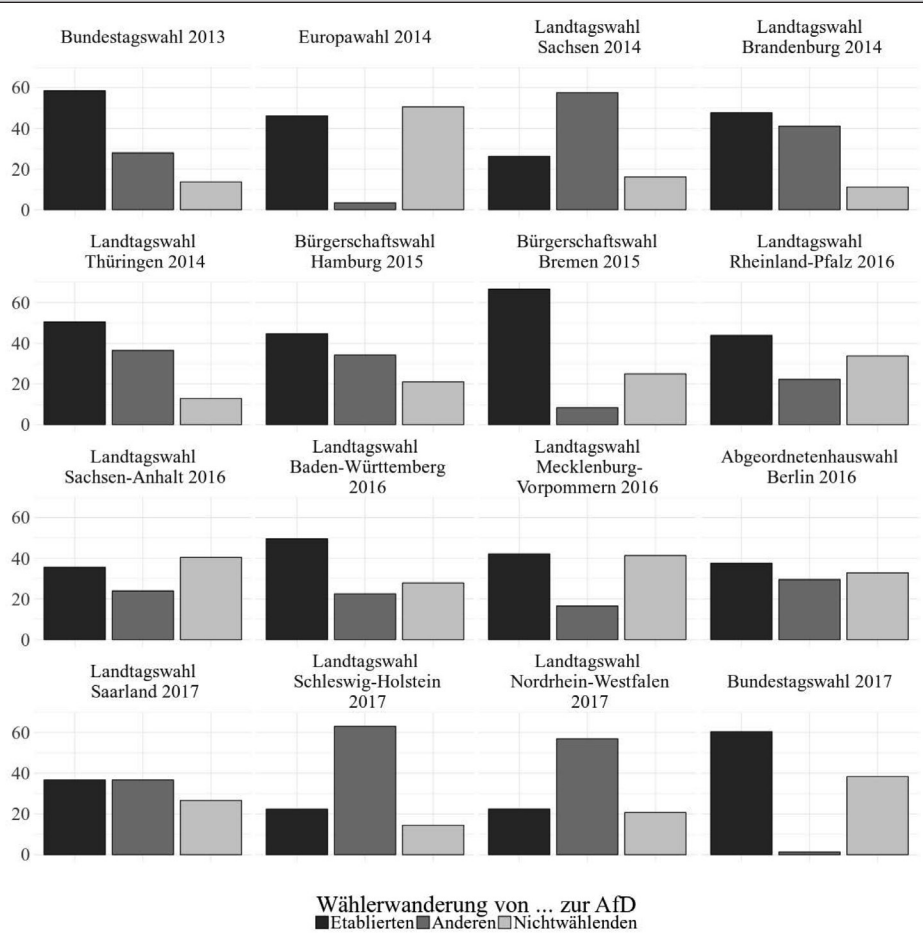 Bundestagswahl 2013
Europawahl 2014
Landtagswahl
Sachsen 2014
Landtagswahl
Brandenburg 2014
60
40
20
0
Landtagswahl
Thüringen 2014
Bürgerschaftswahl
Hamburg 2015
Bürgerschaftswahl
Bremen 2015
Landtagswahl
Rheinland-Pfalz 2016
60
40
20
0
Landtagswahl
Sachsen-Anhalt 2016
Landtagswahl
Baden-Württemberg
2016
Landtagswahl
Mecklenburg-
Vorpommern 2016
Abgeordnetenhauswahl
Berlin 2016
60
40
20
0
Landtagswahl
Saarland 2017
Landtagswahl
Schleswig-Holstein
2017
Landtagswahl
Nordrhein-Westfalen
2017
Bundestagswahl 2017
60
40
20
0
Wählerwanderung von ... zur AfD
Etablierten Anderen Nichtwählenden